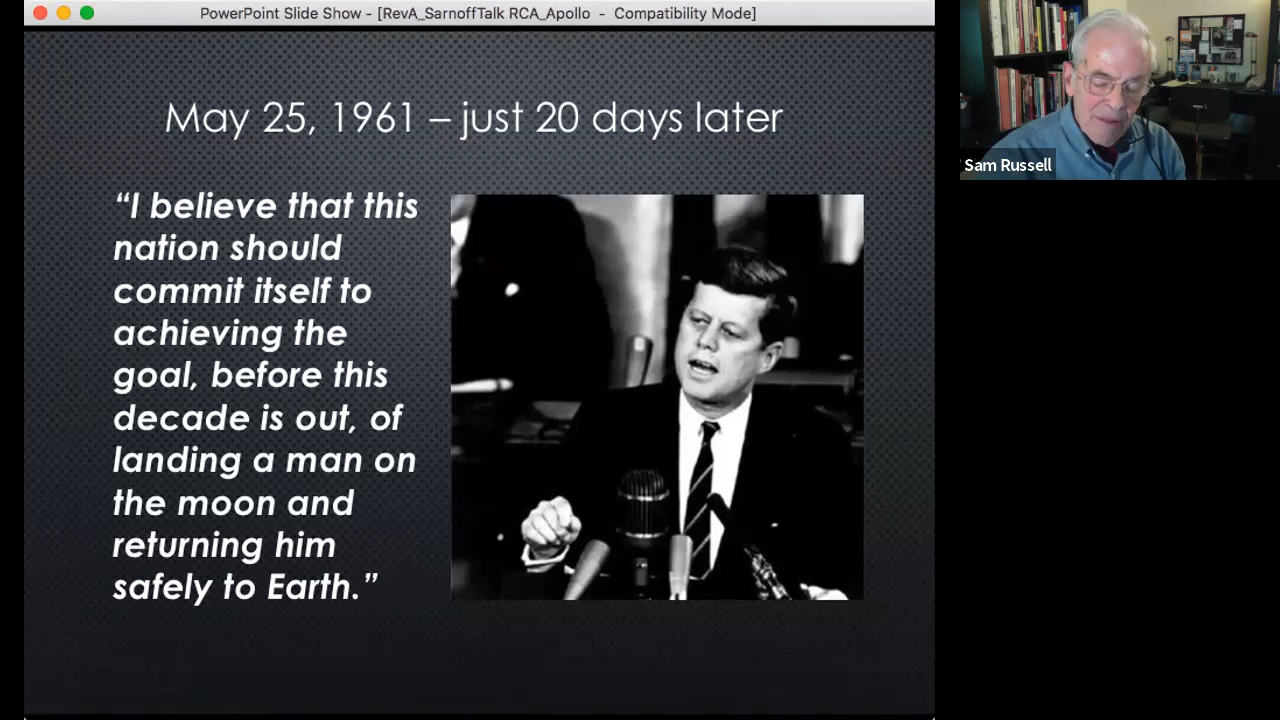 PowerPoint Slide Show - [RevA_SarnoffTalk RCA_Apollo - Compatibility Mode]
May 25, 1961 – just 20 days later
“I believe that this
nation should
commit itself to
achieving the
goal, before this
decade is out, of
landing a man on
the moon and
returning him
safely to Earth.”
Sam Russell